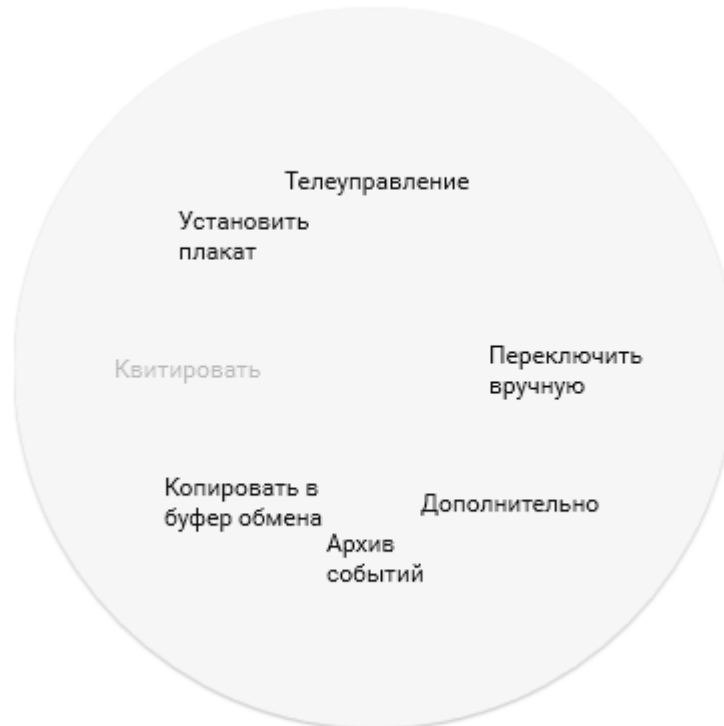 Телеуправление
Установить
плакат
Квитировать
Переключить
вручную
Копировать в
буфер обмена
Дополнительно
Архив
событий